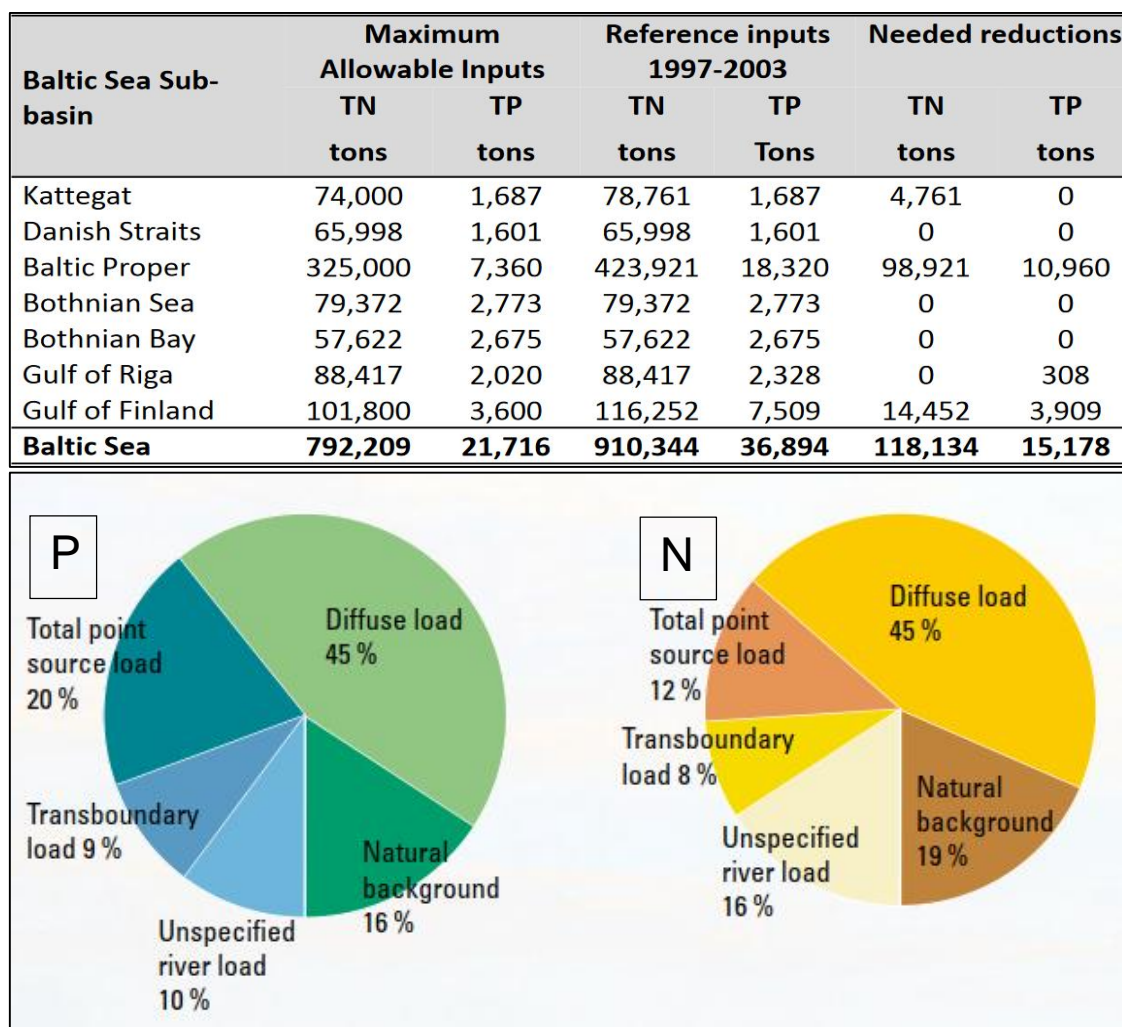 Baltic Sea Sub-basin Maximum Allowable Inputs Reference inputs 1997-2003 Needed reductions
TN TP TN TP TN TP
tons tons tons Tons tons tons
Kattegat 74,000 1,687 78,761 1,687 4,761 0
Danish Straits 65,998 1,601 65,998 1,601 0 0
Baltic Proper 325,000 7,360 423,921 18,320 98,921 10,960
Bothnian Sea 79,372 2,773 79,372 2,773 0 0
Bothnian Bay 57,622 2,675 57,622 2,675 0 0
Gulf of Riga 88,417 2,020 88,417 2,328 0 308
Gulf of Finland 101,800 3,600 116,252 7,509 14,452 3,909
Baltic Sea 792,209 21,716 910,344 36,894 118,134 15,178
P
Diffuse load
45 %
Total point
source load
20 %
Transboundary
load 9 %
Natural
background
16 %
Unspecified
river load
10 %
N
Diffuse load
45 %
Total point
source load
12 %
Transboundary
load 8 %
Natural
background
19 %
Unspecified
river load
16 %